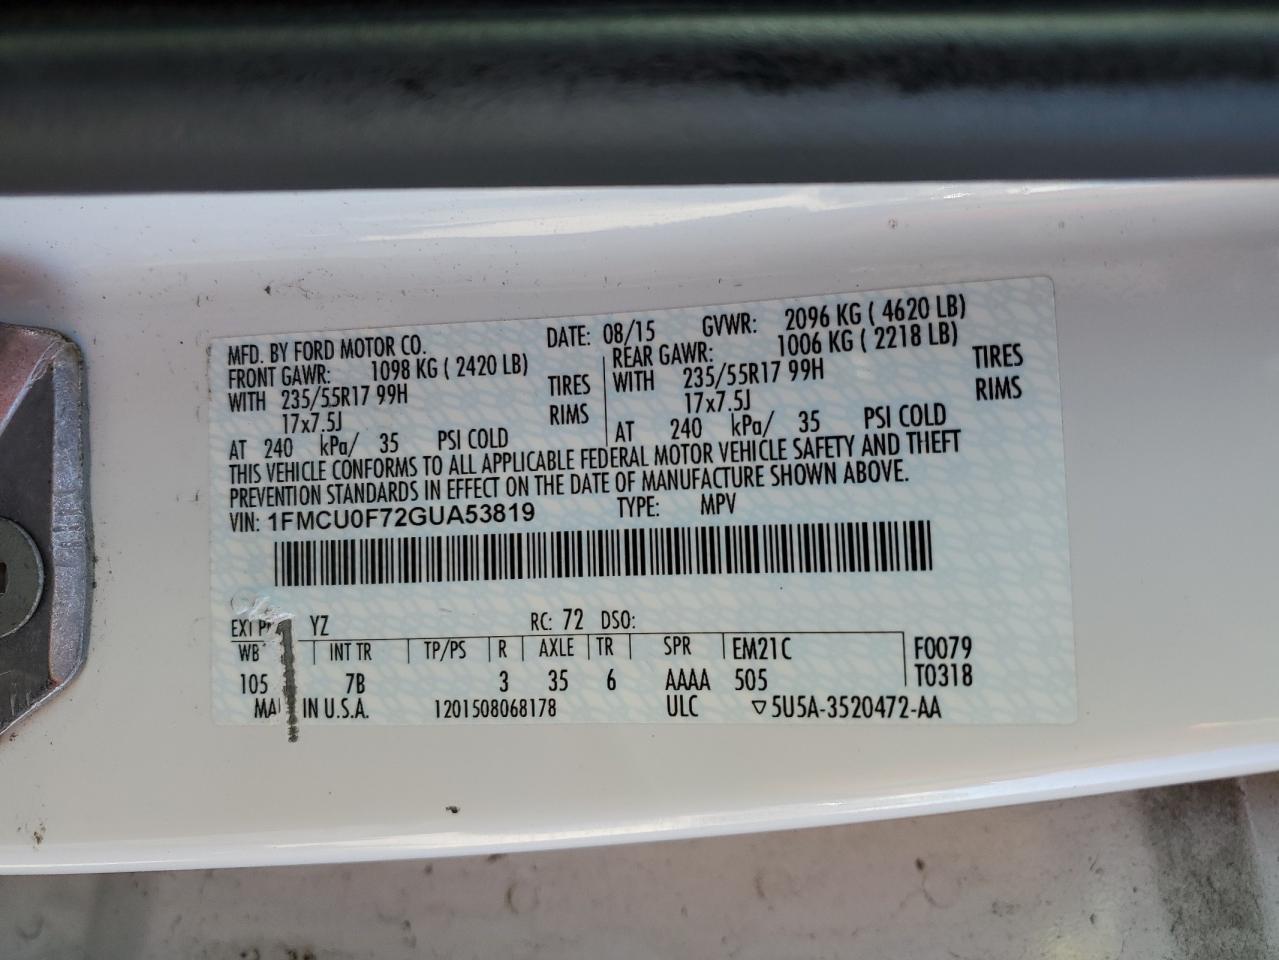 MFD. BY FORD MOTOR CO. DATE: 08/15 GVWR: 2096 KG ( 4620 LB)
FRONT GAWR: 1098 KG ( 2420 LB) REAR GAWR: 1006 KG ( 2218 LB)
WITH 235/55R17 99H TIRES WITH 235/55R17 99H TIRES
17x7.5J RIMS 17x7.5J RIMS
AT 240 kPa/ 35 PSI COLD AT 240 kPa/ 35 PSI COLD
THIS VEHICLE CONFORMS TO ALL APPLICABLE FEDERAL MOTOR VEHICLE SAFETY AND THEFT
PREVENTION STANDARDS IN EFFECT ON THE DATE OF MANUFACTURE SHOWN ABOVE.
VIN: 1FMCU0F72GUA53819 TYPE: MPV
EXT YZ RC: 72 DSO:
WB INT TR TP/PS R AXLE TR SPR EM21C F0079
105 7B 3 35 6 AAAA 505 T0318
IN U.S.A. 1201508068178 ULC ▽5U5A-3520472-AA